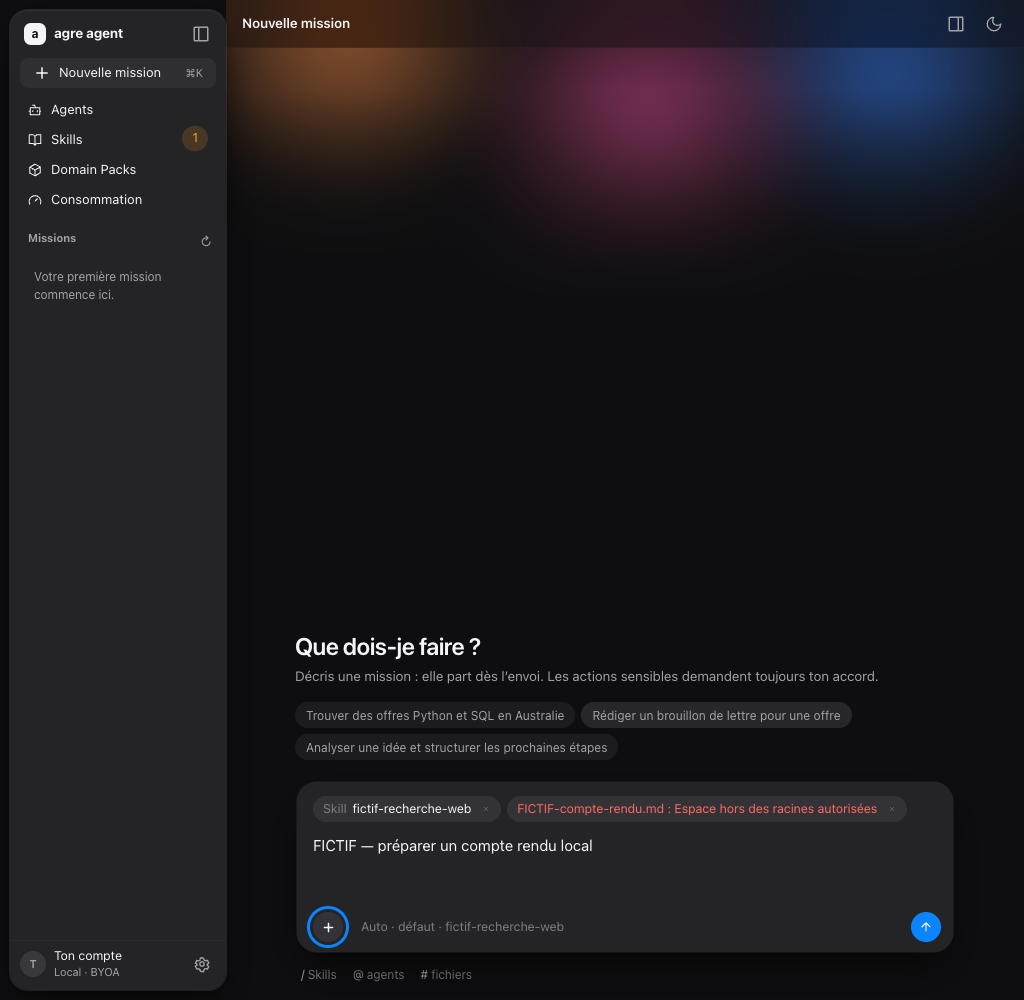 a agre agent
Nouvelle mission ⌘K
Agents
Skills 1
Domain Packs
Consommation
Missions
Votre première mission
commence ici.
T
Ton compte
Local · BYOA
Nouvelle mission
Que dois-je faire ?
Décris une mission : elle part dès l’envoi. Les actions sensibles demandent toujours ton accord.
Trouver des offres Python et SQL en Australie
Rédiger un brouillon de lettre pour une offre
Analyser une idée et structurer les prochaines étapes
Skill fictif-recherche-web ×
FICTIF-compte-rendu.md : Espace hors des racines autorisées ×
FICTIF — préparer un compte rendu local
Auto · défaut · fictif-recherche-web
/ Skills @ agents # fichiers